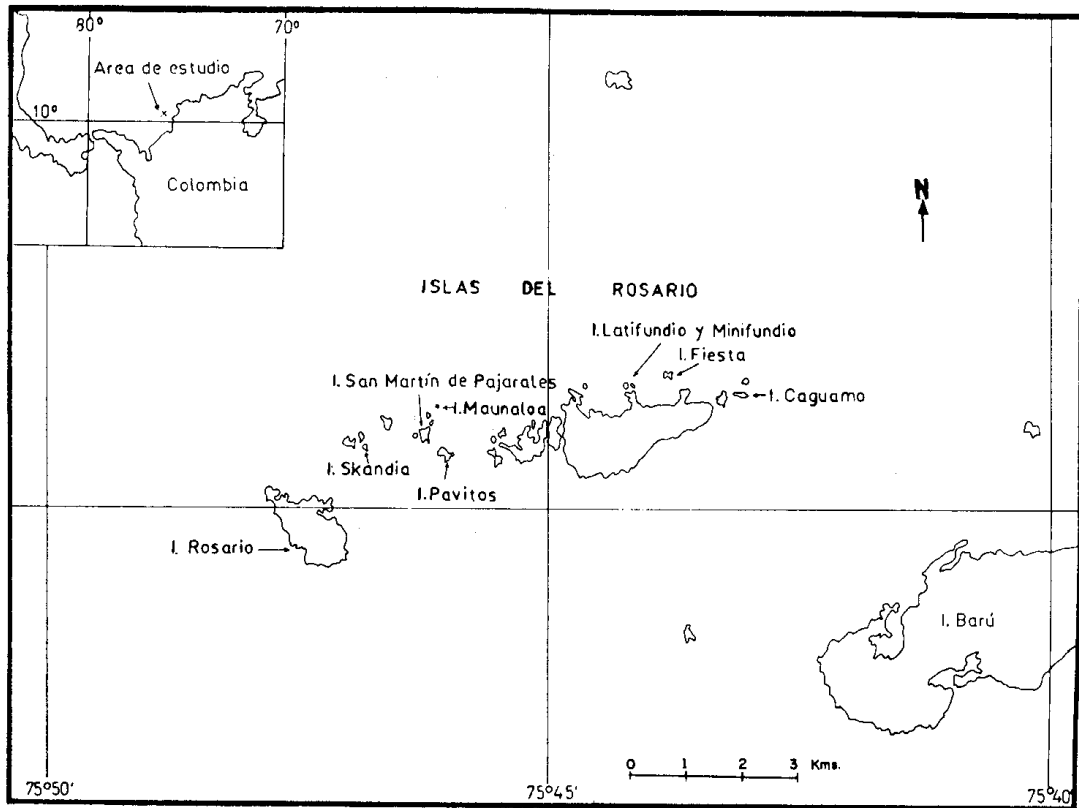 80°
70°
Area de estudio
10°
Colombia
N
ISLAS DEL ROSARIO
I. Latifundio y Minifundio
I. Fiesta
I. San Martín de Pajarales
I. Maunaloa
I. Caguamo
I. Skandia
I. Pavitos
I. Rosario
I. Barú
0 1 2 3 Kms.
75°50'
75°45'
75°40'